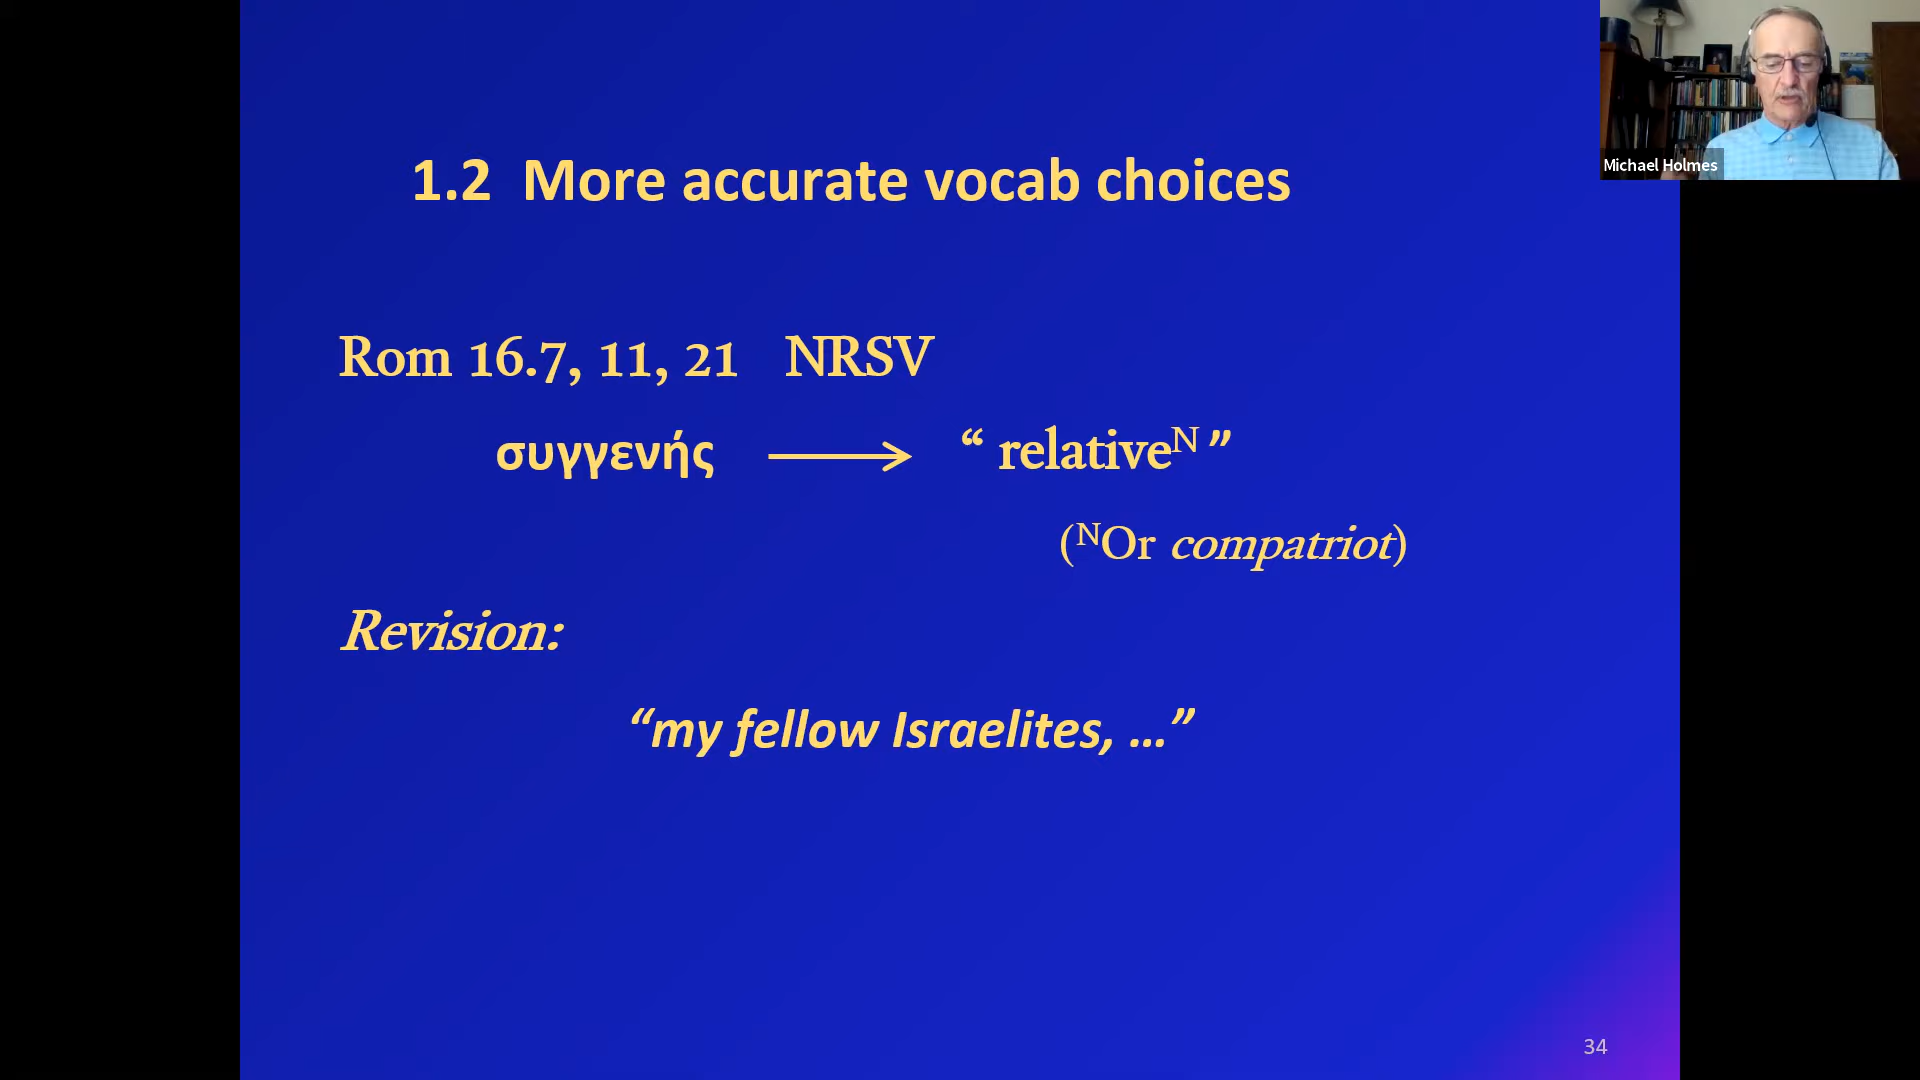 1.2 More accurate vocab choices
Rom 16.7, 11, 21 NRSV
συγγενής “ relativeᴺ ”
(ᴺOr compatriot)
Revision:
“my fellow Israelites, …”
34
Michael Holmes